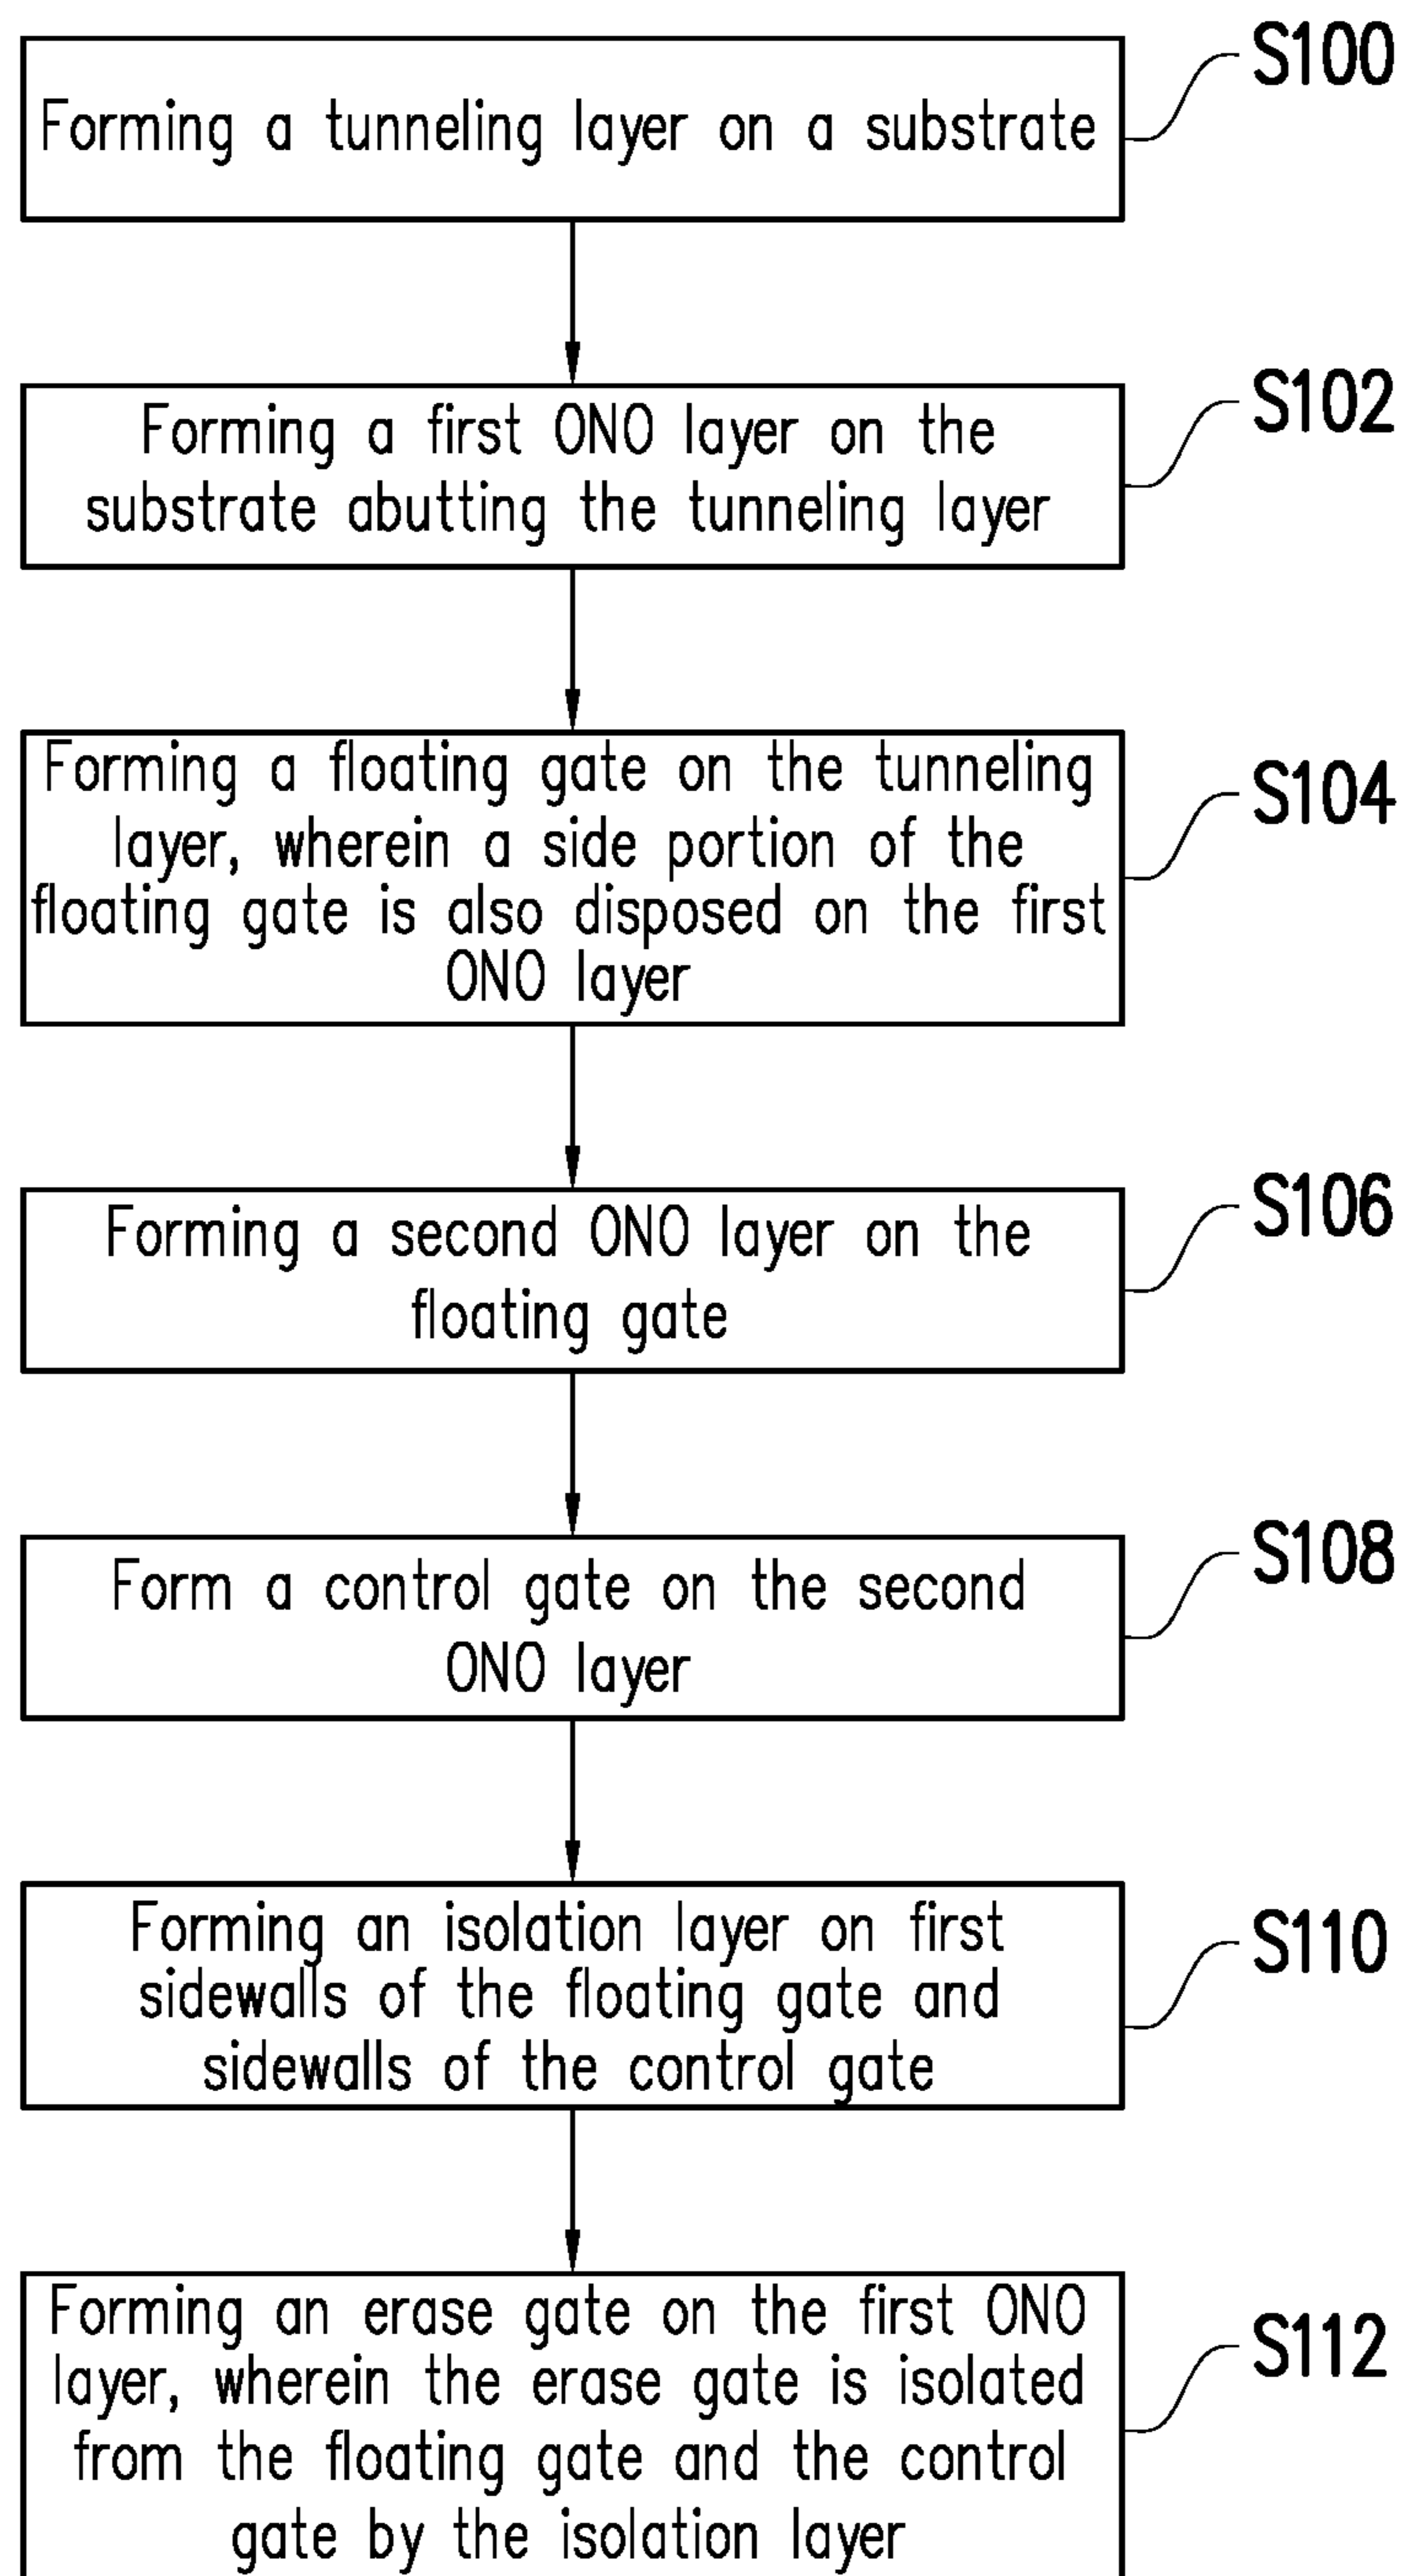 S100
Forming a tunneling layer on a substrate
S102
Forming a first ONO layer on the
substrate abutting the tunneling layer
S104
Forming a floating gate on the tunneling
layer, wherein a side portion of the
floating gate is also disposed on the first
ONO layer
S106
Forming a second ONO layer on the
floating gate
S108
Form a control gate on the second
ONO layer
S110
Forming an isolation layer on first
sidewalls of the floating gate and
sidewalls of the control gate
S112
Forming an erase gate on the first ONO
layer, wherein the erase gate is isolated
from the floating gate and the control
gate by the isolation layer